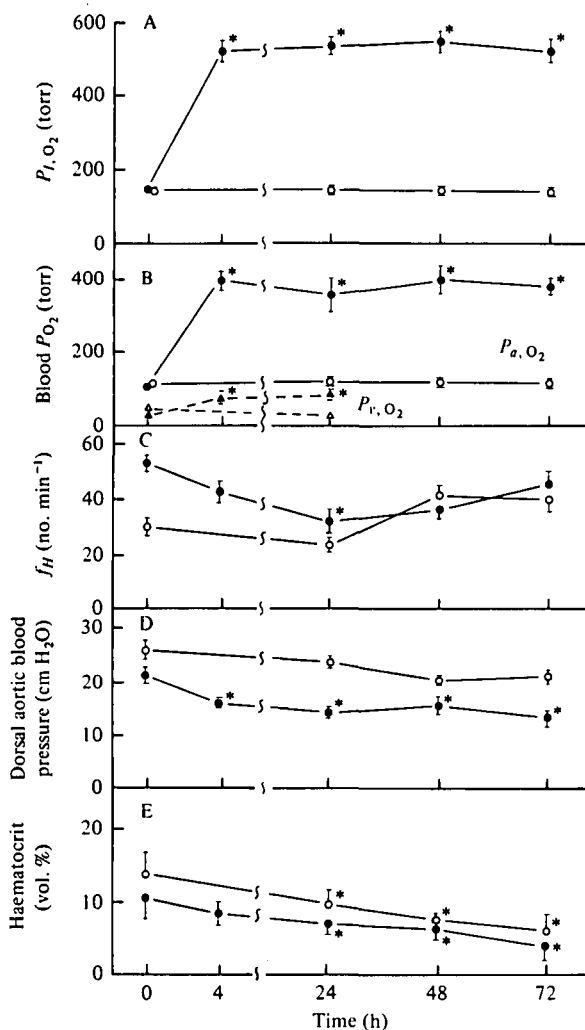 A
600
400
200
0
P_I,O₂ (torr)
* * * *
B
400
200
0
Blood P_O₂ (torr)
* * * *
P_a,O₂
* *
P_v,O₂
C
60
40
20
0
f_H (no. min⁻¹)
*
D
30
20
10
0
Dorsal aortic blood
pressure (cm H₂O)
* * * *
E
20
10
0
Haematocrit
(vol. %)
* * *
* * *
0 4 24 48 72
Time (h)